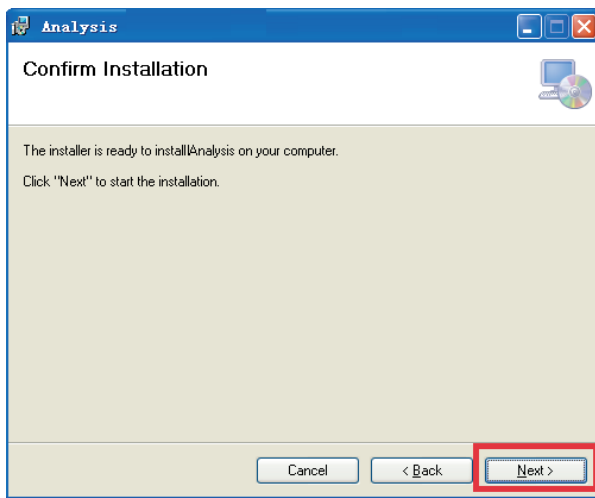 Analysis
Confirm Installation
The installer is ready to installlAnalysis on your computer.
Click "Next" to start the installation.
Cancel
< Back
Next >